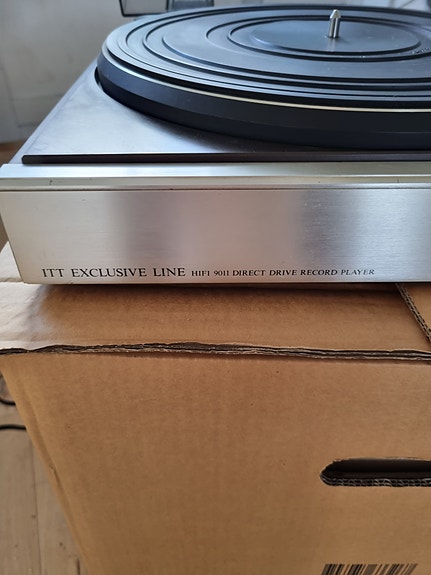 ITT EXCLUSIVE LINE HIFI 9011 DIRECT DRIVE RECORD PLAYER